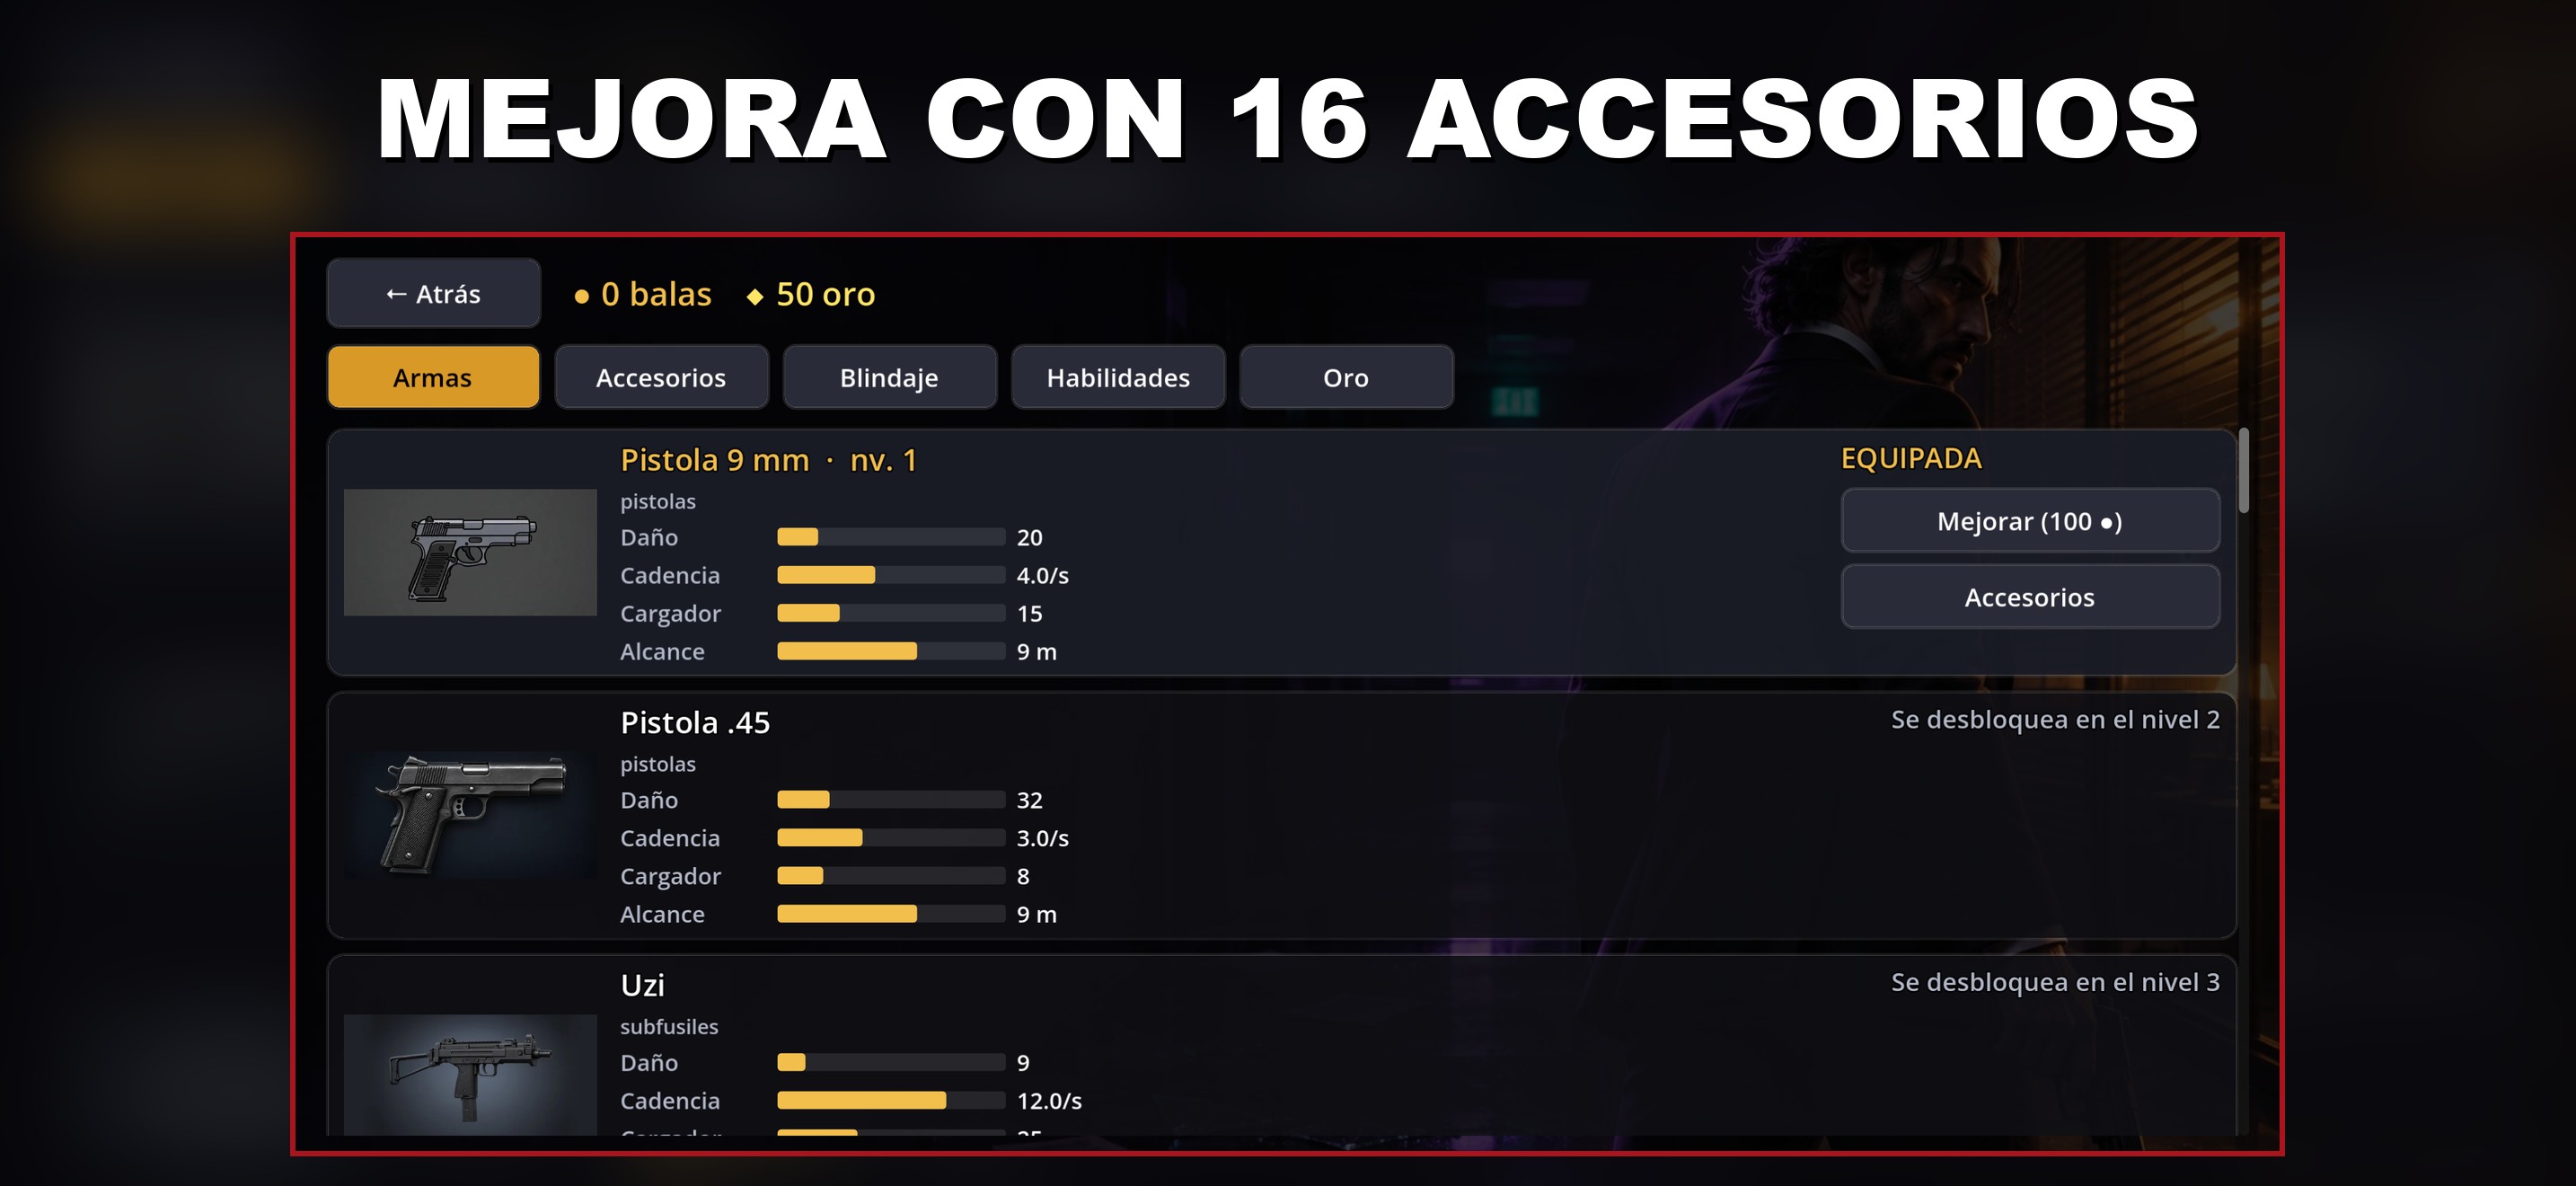 MEJORA CON 16 ACCESORIOS
← Atrás ● 0 balas ◆ 50 oro
Armas Accesorios Blindaje Habilidades Oro
Pistola 9 mm · nv. 1 EQUIPADA
pistolas
Mejorar (100 ●)
Daño 20
Cadencia 4.0/s
Accesorios
Cargador 15
Alcance 9 m
Pistola .45 Se desbloquea en el nivel 2
pistolas
Daño 32
Cadencia 3.0/s
Cargador 8
Alcance 9 m
Uzi Se desbloquea en el nivel 3
subfusiles
Daño 9
Cadencia 12.0/s